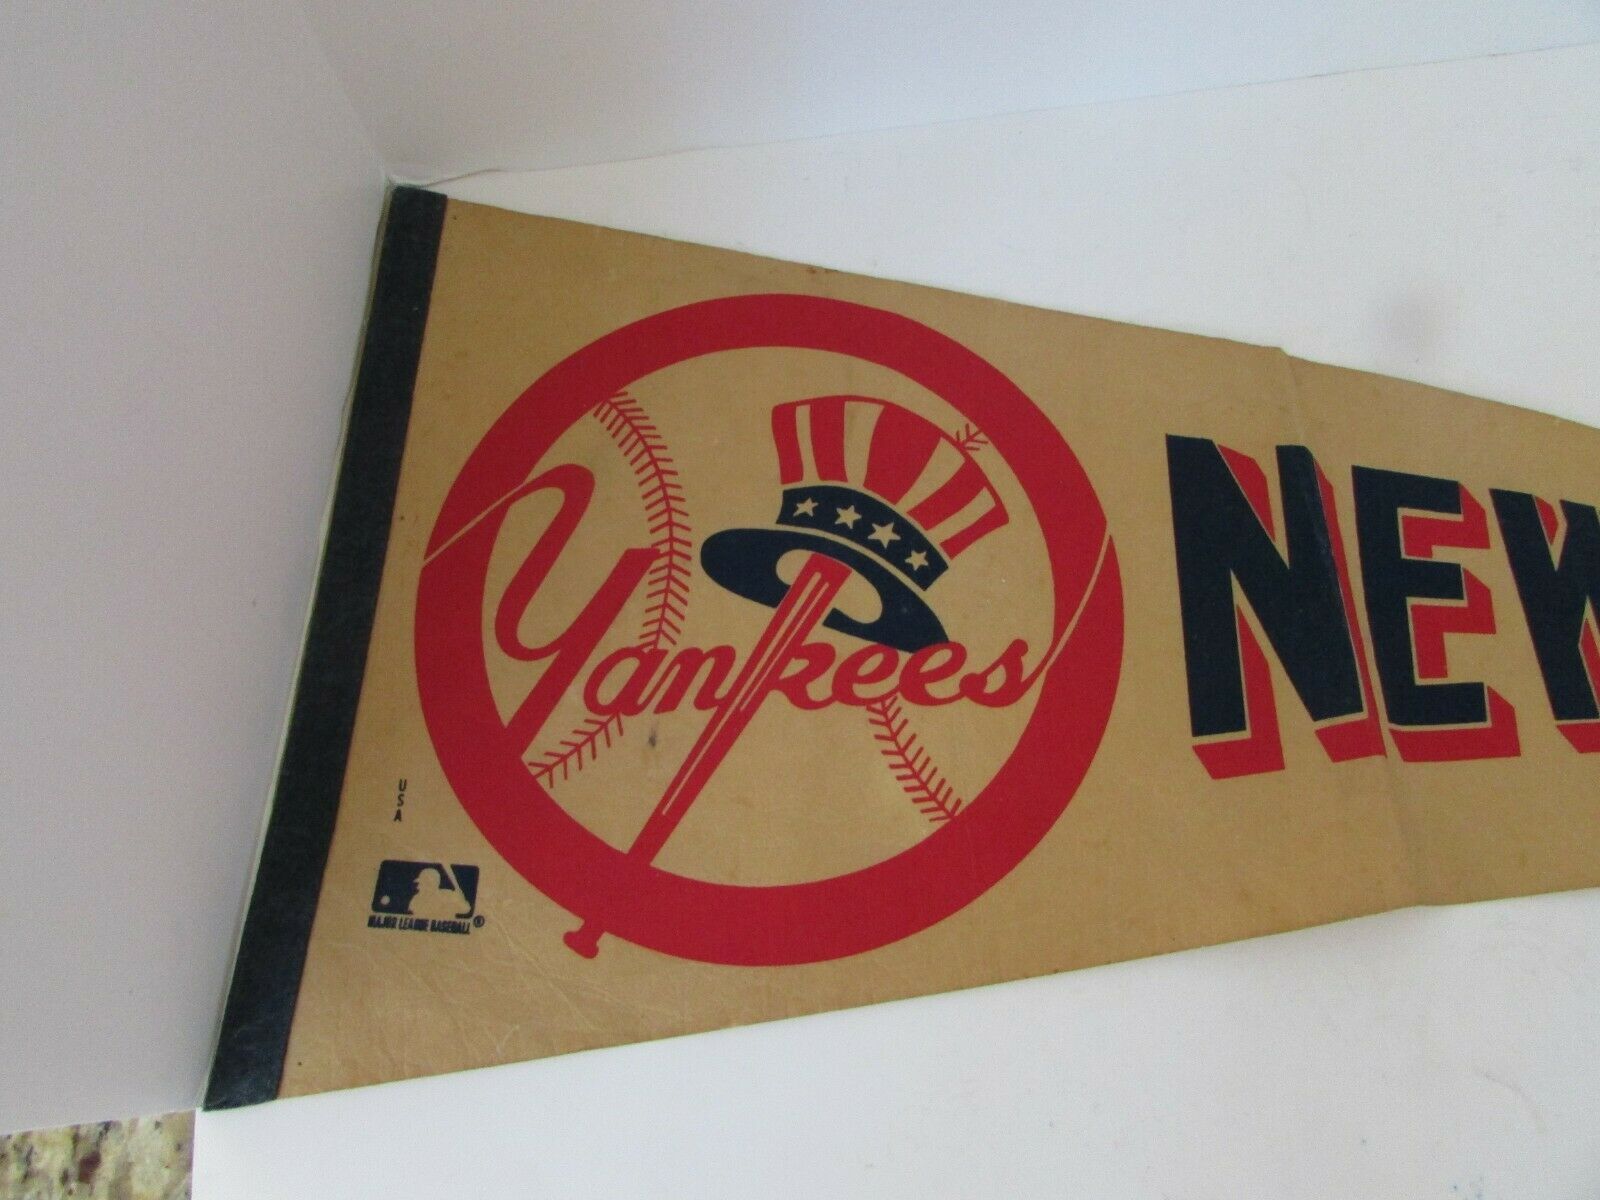 Yankees
NEW
USA
MAJOR LEAGUE BASEBALL®